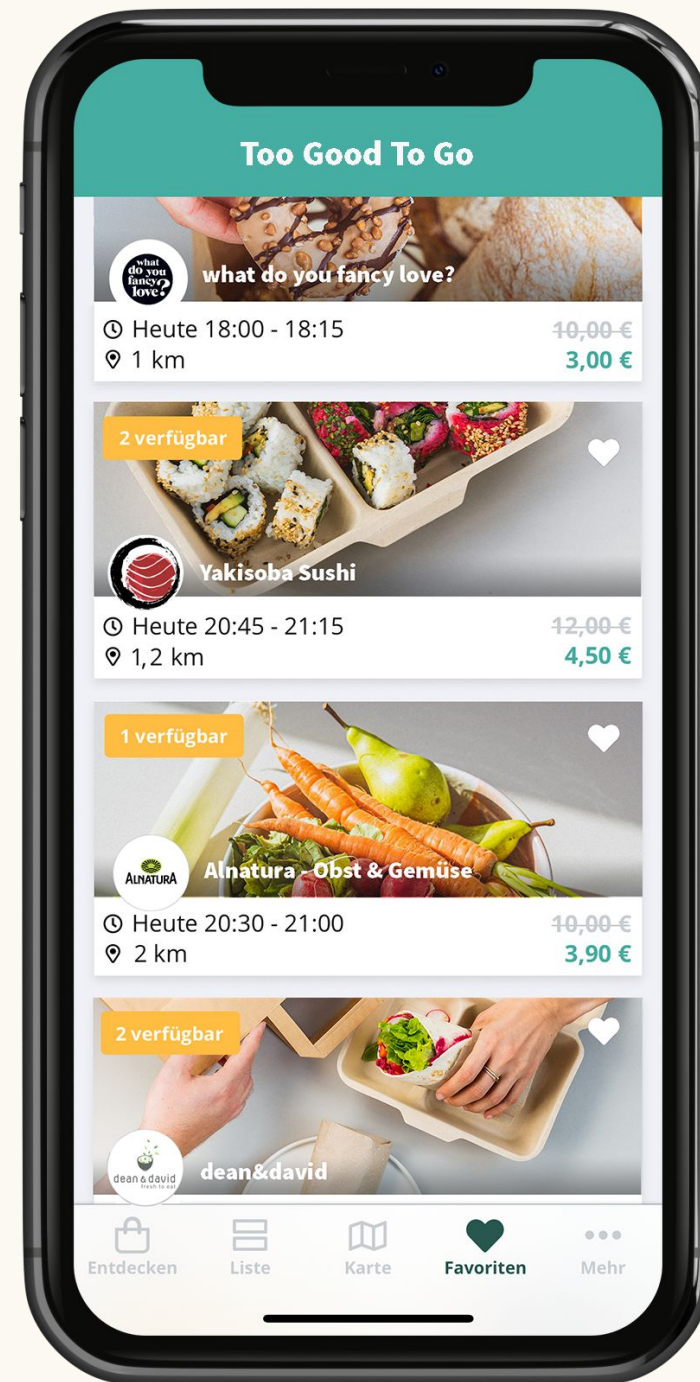 Too Good To Go
what
do you
fancy
love?
what do you fancy love?
Heute 18:00 - 18:15
10,00 €
1 km
3,00 €
2 verfügbar
Yakisoba Sushi
Heute 20:45 - 21:15
12,00 €
1,2 km
4,50 €
1 verfügbar
ALNATURA
Alnatura - Obst & Gemüse
Heute 20:30 - 21:00
10,00 €
2 km
3,90 €
2 verfügbar
dean & david
fresh to eat
dean&david
Entdecken
Liste
Karte
Favoriten
Mehr